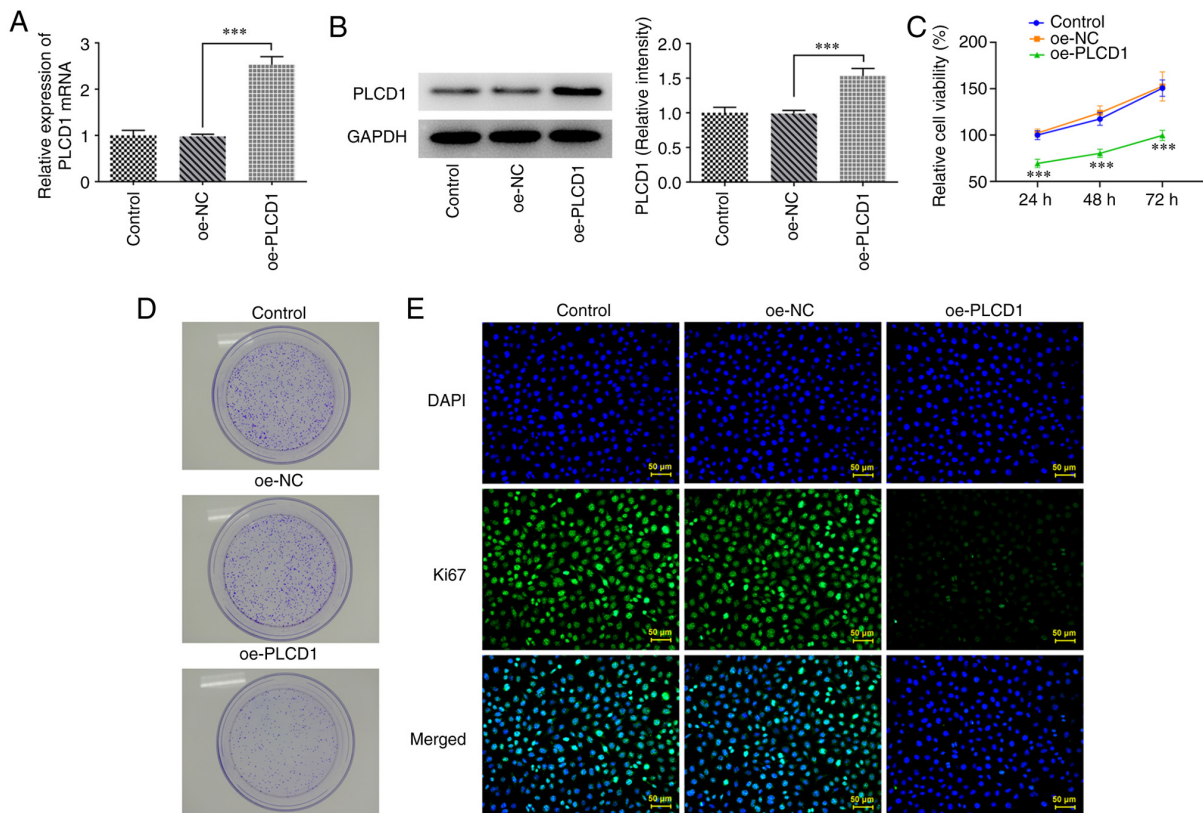 A
Relative expression of
PLCD1 mRNA
3
2
1
0
***
Control
oe-NC
oe-PLCD1
B
PLCD1
GAPDH
Control
oe-NC
oe-PLCD1
PLCD1 (Relative intensity)
2.0
1.5
1.0
0.5
0.0
***
Control
oe-NC
oe-PLCD1
C
Relative cell viability (%)
200
150
100
50
Control
oe-NC
oe-PLCD1
***
***
***
24 h
48 h
72 h
D
Control
oe-NC
oe-PLCD1
E
Control
oe-NC
oe-PLCD1
DAPI
50 µm
50 µm
50 µm
Ki67
50 µm
50 µm
50 µm
Merged
50 µm
50 µm
50 µm